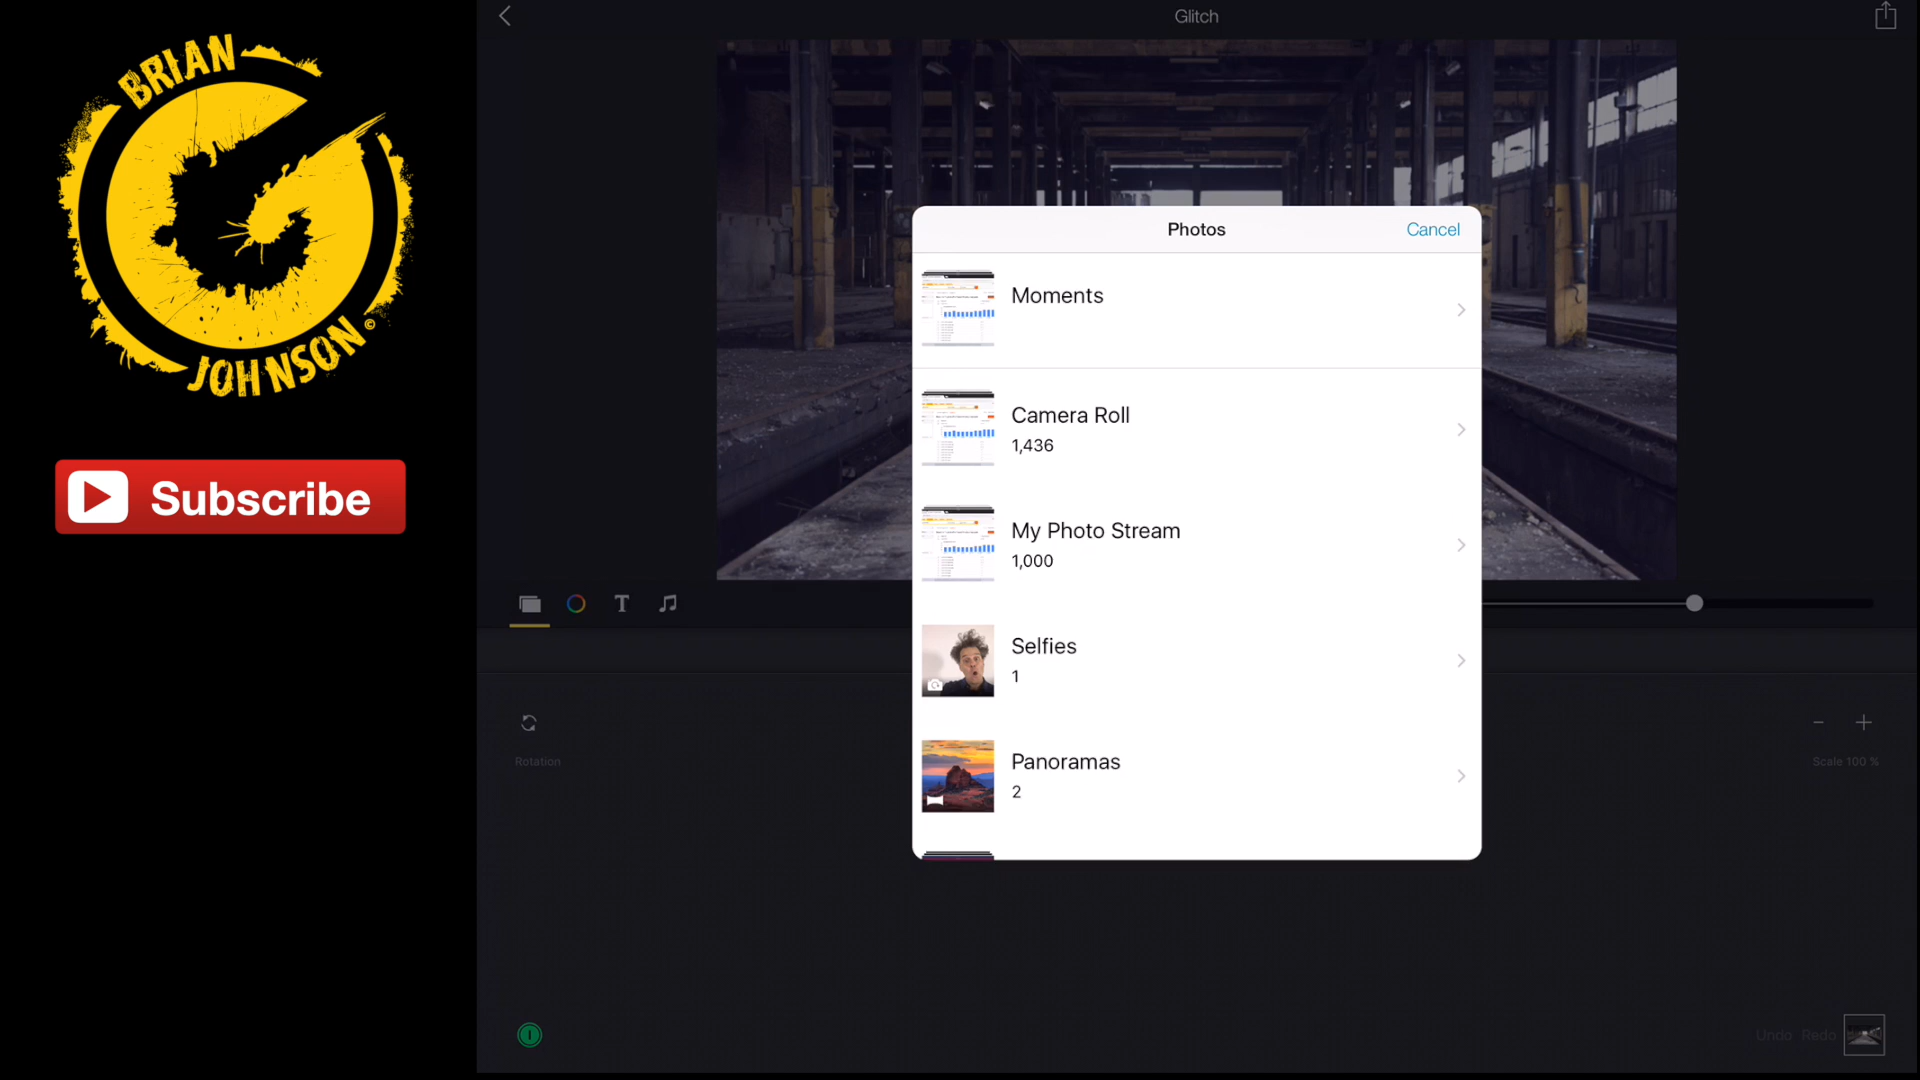 BRIAN
JOHNSON
©
Subscribe
Glitch
Photos
Cancel
Moments
Camera Roll
1,436
My Photo Stream
1,000
Selfies
1
Panoramas
2
T
Rotation
Scale 100 %
Undo Redo